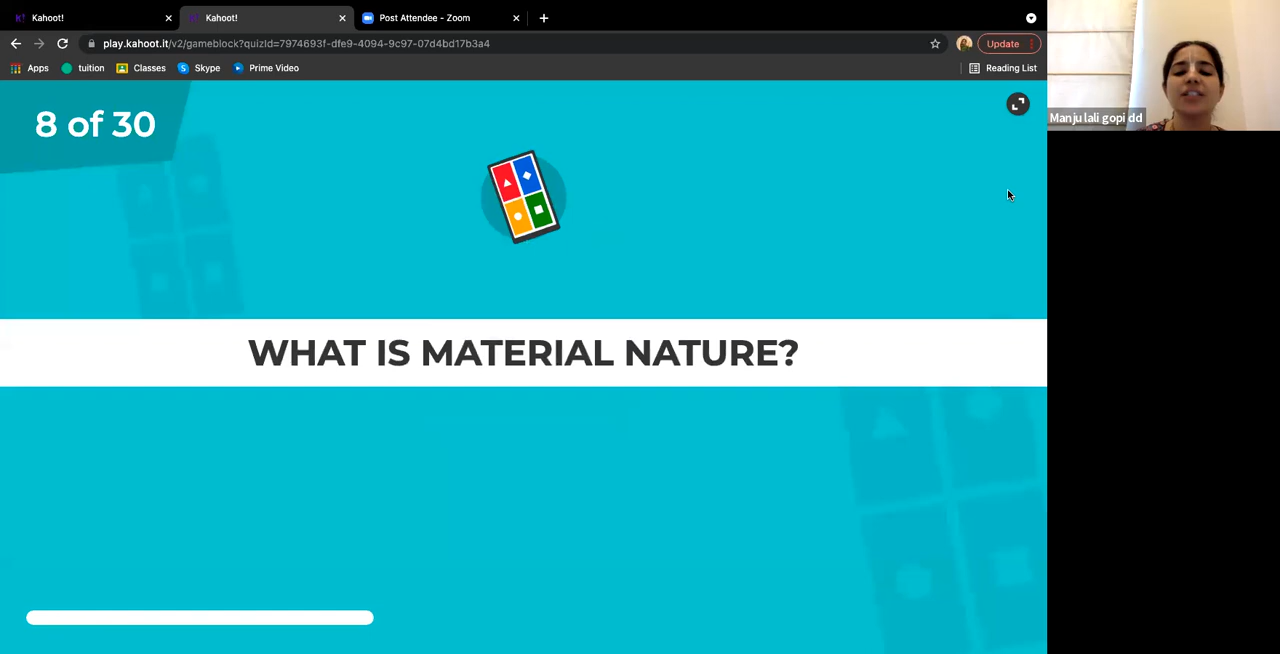 Kahoot!
Kahoot!
Post Attendee - Zoom
play.kahoot.it/v2/gameblock?quizId=7974693f-dfe9-4094-9c97-07d4bd17b3a4
Update
Apps
tuition
Classes
Skype
Prime Video
Reading List
8 of 30
WHAT IS MATERIAL NATURE?
Manju lali gopi dd